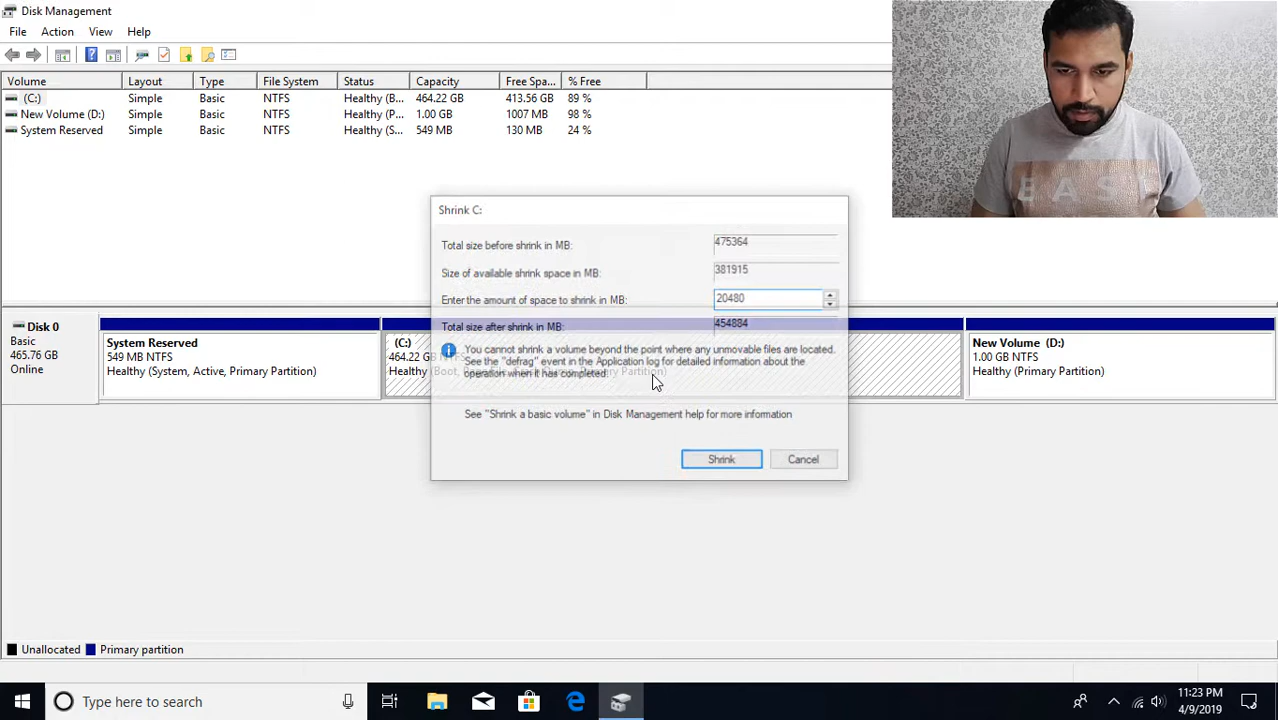 Disk Management
File Action View Help
Volume Layout Type File System Status Capacity Free Spa... % Free
(C:) Simple Basic NTFS Healthy (B... 464.22 GB 413.56 GB 89 %
New Volume (D:) Simple Basic NTFS Healthy (P... 1.00 GB 1007 MB 98 %
System Reserved Simple Basic NTFS Healthy (S... 549 MB 130 MB 24 %
BASI
Shrink C:
Total size before shrink in MB: 475364
Size of available shrink space in MB: 381915
Enter the amount of space to shrink in MB: 20480
Total size after shrink in MB: 454884
You cannot shrink a volume beyond the point where any unmovable files are located.
See the "defrag" event in the Application log for detailed information about the
operation when it has completed.
See "Shrink a basic volume" in Disk Management help for more information
Shrink Cancel
Disk 0
Basic
465.76 GB
Online
System Reserved
549 MB NTFS
Healthy (System, Active, Primary Partition)
(C:)
464.22 GB
Healthy Primary Partition)
New Volume (D:)
1.00 GB NTFS
Healthy (Primary Partition)
Unallocated Primary partition
Type here to search
11:23 PM
4/9/2019